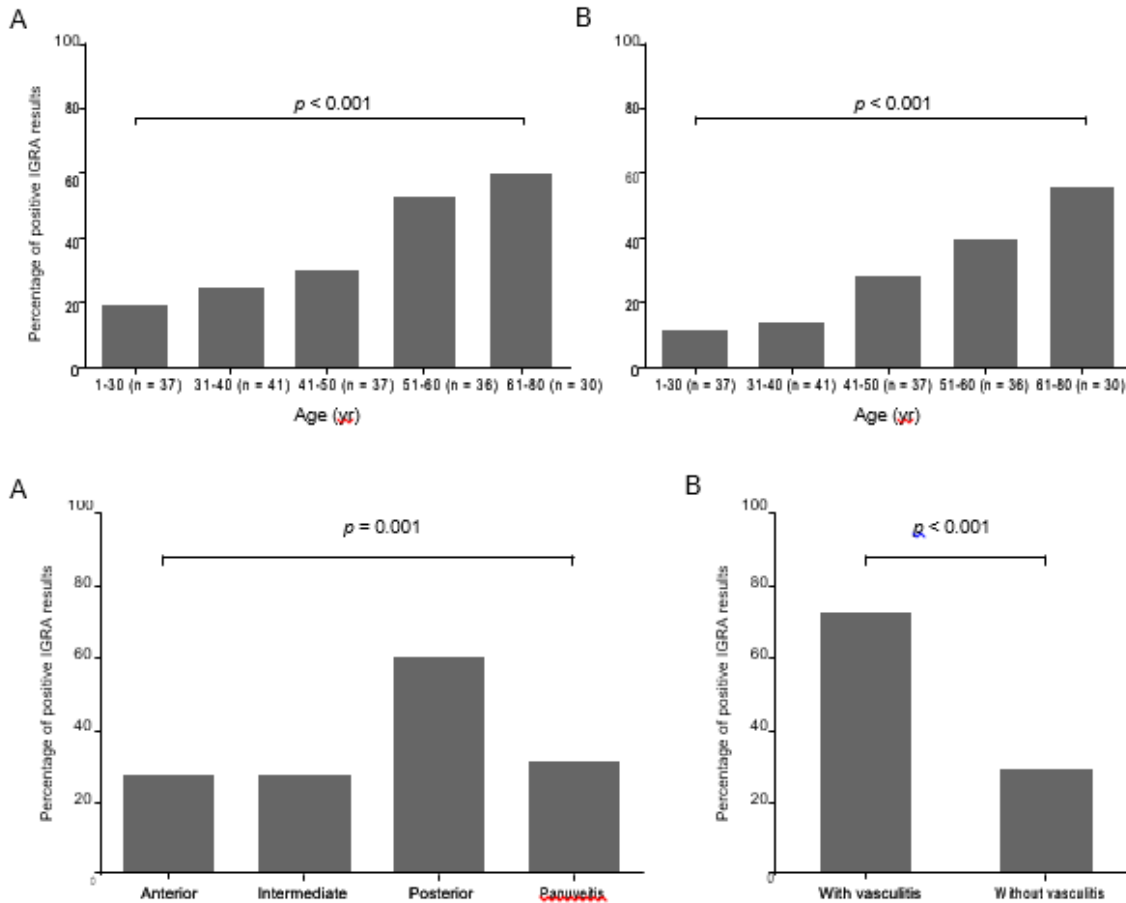 A
B
Percentage of positive IGRA results
100
80
60
40
20
0
p < 0.001
1-30 (n = 37) 31-40 (n = 41) 41-50 (n = 37) 51-60 (n = 36) 61-80 (n = 30)
Age (yr)
100
80
60
40
20
0
p < 0.001
1-30 (n = 37) 31-40 (n = 41) 41-50 (n = 37) 51-60 (n = 36) 61-80 (n = 30)
Age (yr)
A
B
Percentage of positive IGRA results
100
80
60
40
20
0
p = 0.001
Anterior Intermediate Posterior Panuveitis
Percentage of positive IGRA results
100
80
60
40
20
0
p < 0.001
With vasculitis Without vasculitis